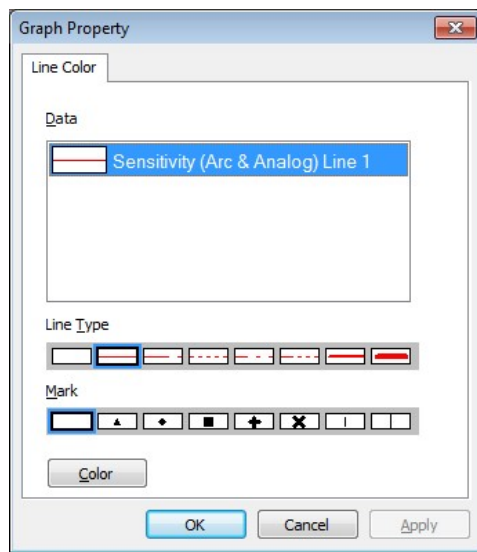 Graph Property
Line Color
Data
Sensitivity (Arc & Analog) Line 1
Line Type
Mark
Color
OK
Cancel
Apply